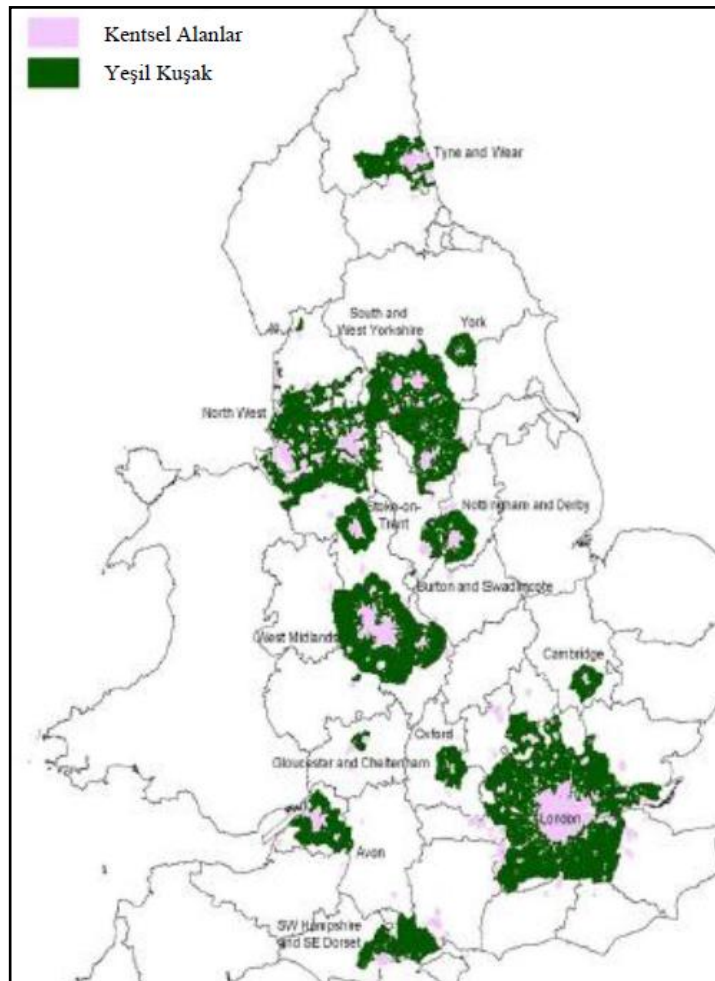 Kentsel Alanlar
Yeşil Kuşak
Tyne and Wear
South and
West Yorkshire
York
North West
Stoke-on-
Trent
Nottingham and Derby
Burton and Swadlincote
West Midlands
Cambridge
Oxford
Gloucester and Cheltenham
London
Avon
SW Hampshire
and SE Dorset